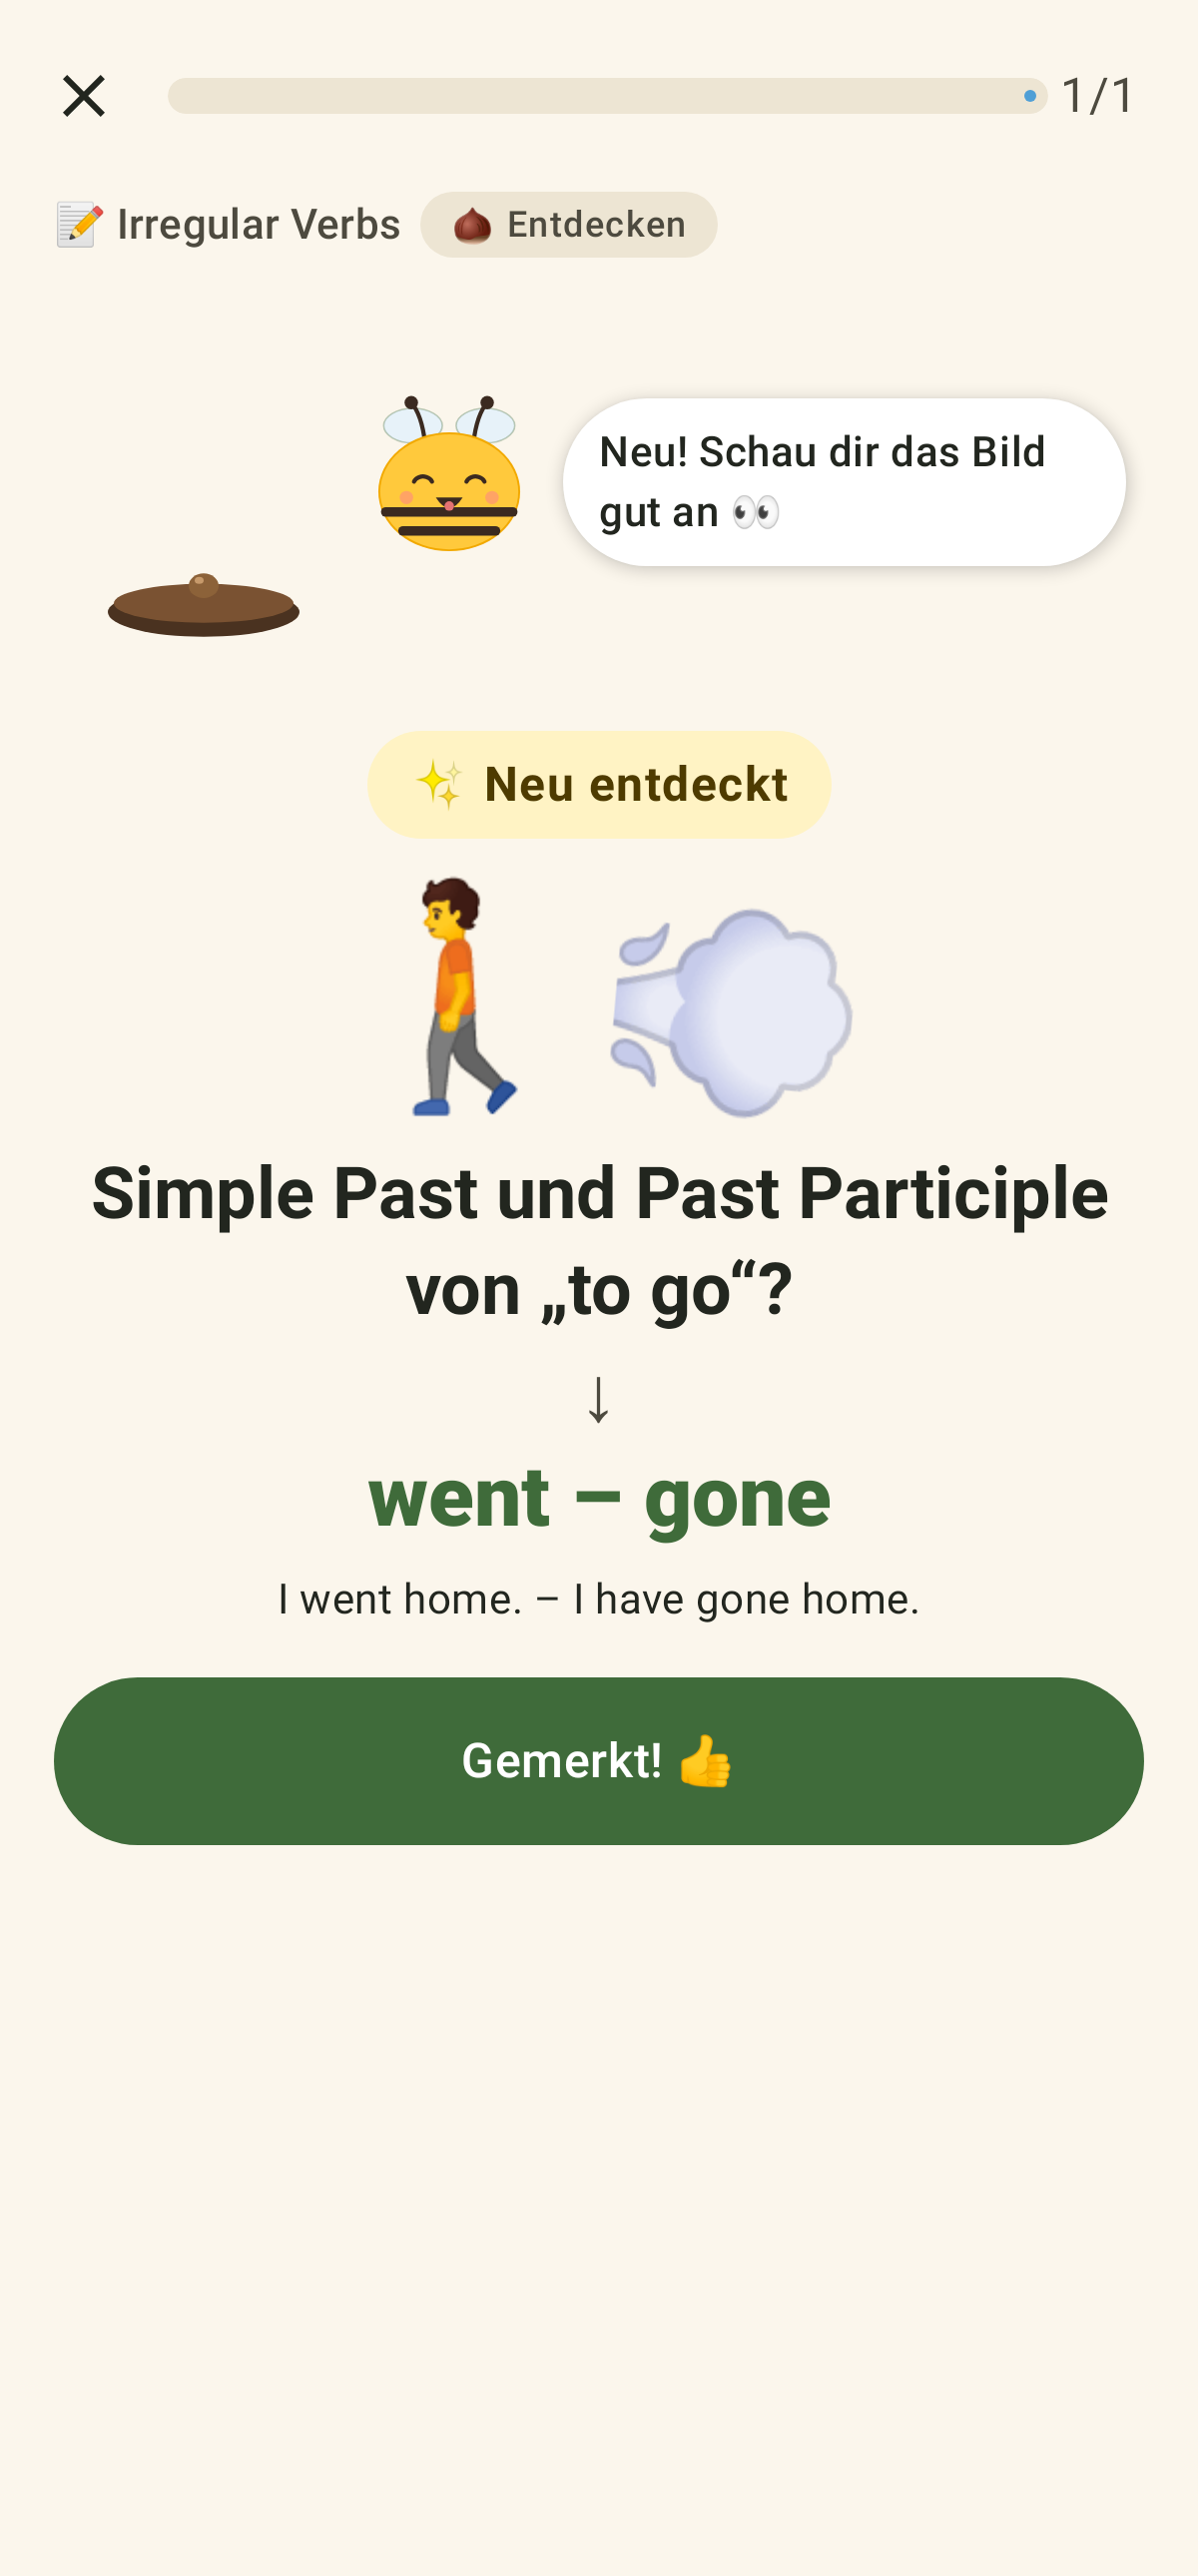 1/1
Irregular Verbs
Entdecken
Neu! Schau dir das Bild
gut an 👀
✨ Neu entdeckt
Simple Past und Past Participle
von „to go“?
↓
went – gone
I went home. – I have gone home.
Gemerkt! 👍